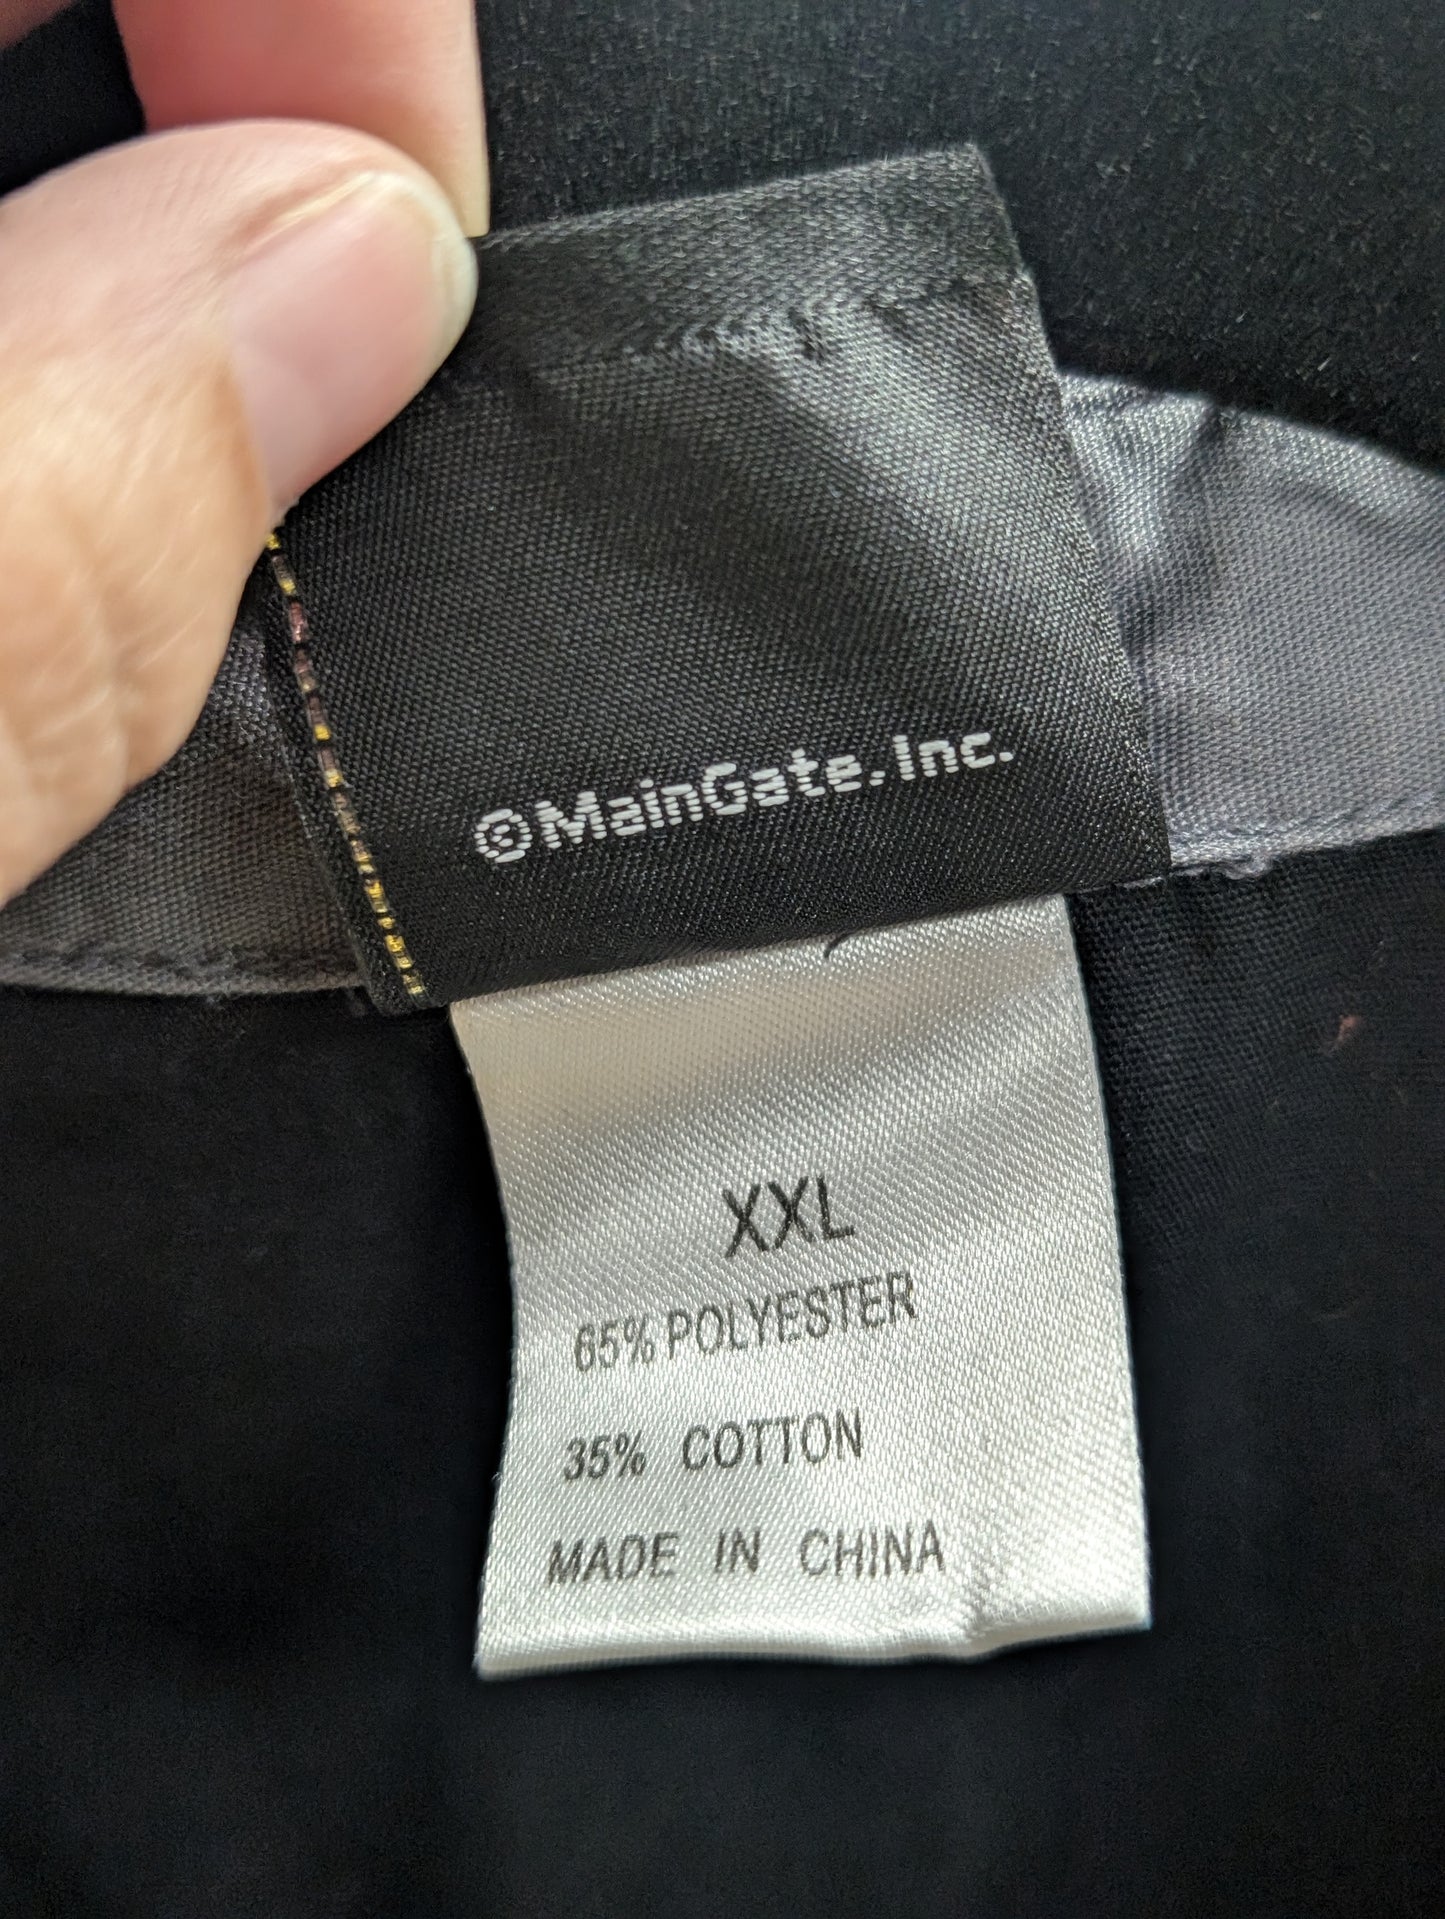 ©MainGate.Inc.
XXL
65% POLYESTER
35% COTTON
MADE IN CHINA